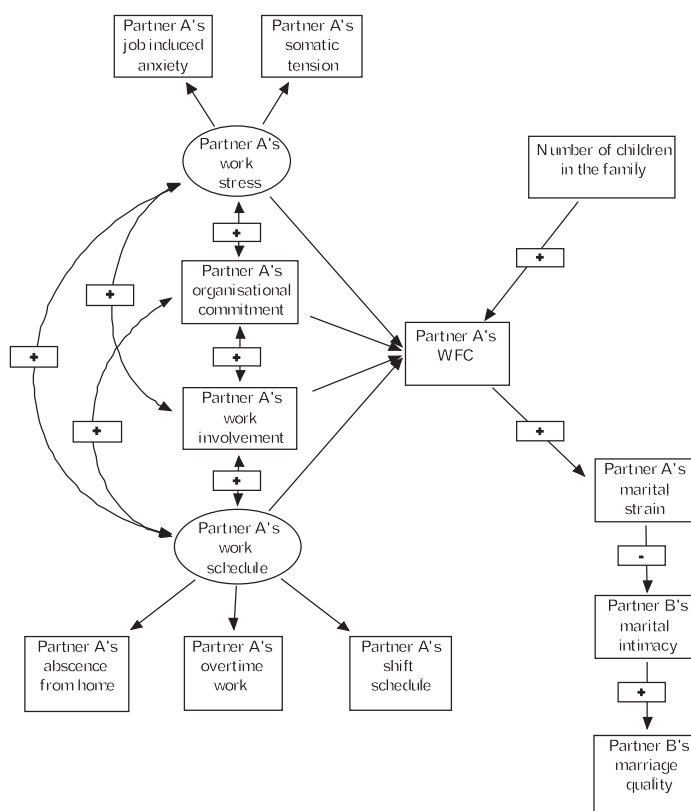 Partner A's
job induced
anxiety
Partner A's
somatic
tension
Partner A's
work
stress
Number of children
in the family
+
+
Partner A's
organisational
commitment
+
Partner A's
WFC
+
+
Partner A's
work
involvement
+
+
+
Partner A's
marital
strain
Partner A's
work
schedule
-
Partner B's
marital
intimacy
Partner A's
abscence
from home
Partner A's
overtime
work
Partner A's
shift
schedule
+
Partner B's
marriage
quality